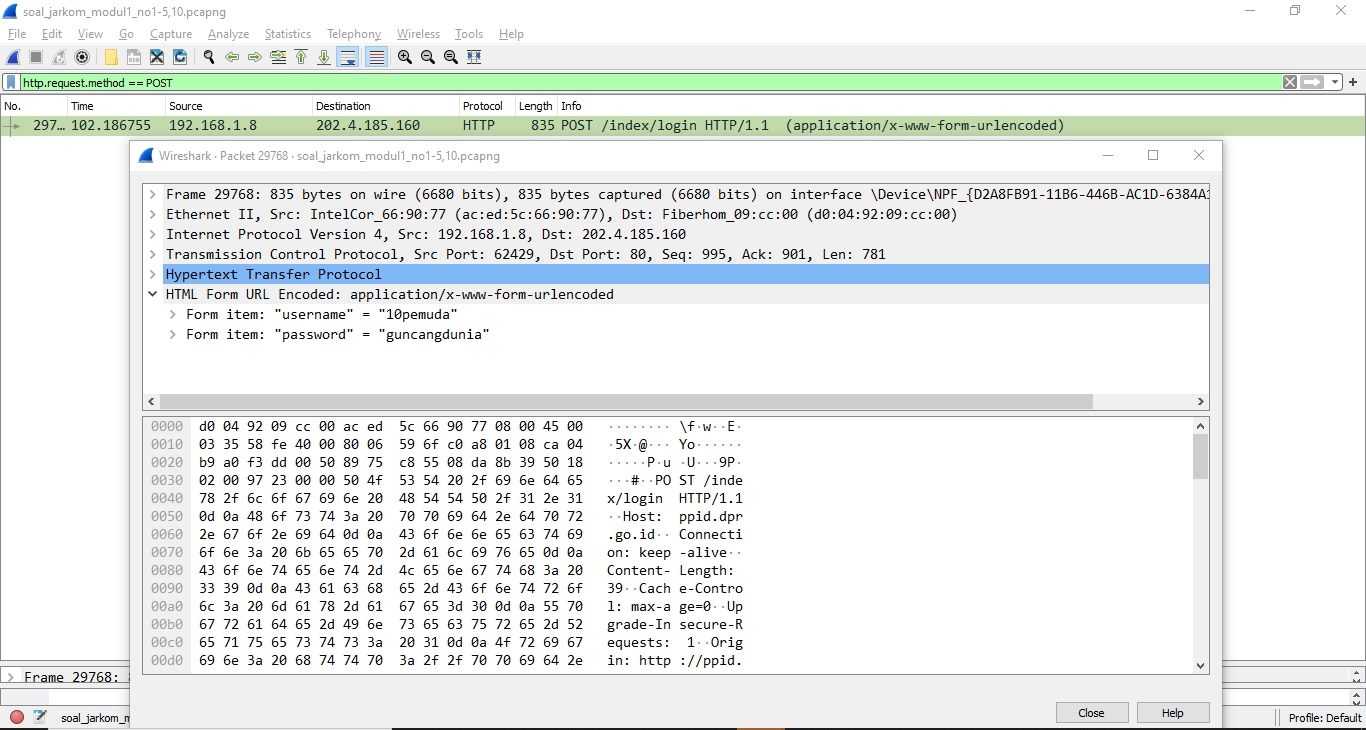 soal_jarkom_modul1_no1-5,10.pcapng
File Edit View Go Capture Analyze Statistics Telephony Wireless Tools Help
http.request.method == POST
No. Time Source Destination Protocol Length Info
297… 102.186755 192.168.1.8 202.4.185.160 HTTP 835 POST /index/login HTTP/1.1 (application/x-www-form-urlencoded)
Wireshark · Packet 29768 · soal_jarkom_modul1_no1-5,10.pcapng
Frame 29768: 835 bytes on wire (6680 bits), 835 bytes captured (6680 bits) on interface \Device\NPF_{D2A8FB91-11B6-446B-AC1D-6384A
Ethernet II, Src: IntelCor_66:90:77 (ac:ed:5c:66:90:77), Dst: Fiberhom_09:cc:00 (d0:04:92:09:cc:00)
Internet Protocol Version 4, Src: 192.168.1.8, Dst: 202.4.185.160
Transmission Control Protocol, Src Port: 62429, Dst Port: 80, Seq: 995, Ack: 901, Len: 781
Hypertext Transfer Protocol
HTML Form URL Encoded: application/x-www-form-urlencoded
Form item: "username" = "10pemuda"
Form item: "password" = "guncangdunia"
0000 d0 04 92 09 cc 00 ac ed 5c 66 90 77 08 00 45 00 ········ \f·w··E·
0010 03 35 58 fe 40 00 80 06 59 6f c0 a8 01 08 ca 04 ·5X·@··· Yo······
0020 b9 a0 f3 dd 00 50 89 75 c8 55 08 da 8b 39 50 18 ·····P·u ·U···9P·
0030 02 00 97 23 00 00 50 4f 53 54 20 2f 69 6e 64 65 ···#··PO ST /inde
0040 78 2f 6c 6f 67 69 6e 20 48 54 54 50 2f 31 2e 31 x/login HTTP/1.1
0050 0d 0a 48 6f 73 74 3a 20 70 70 69 64 2e 64 70 72 ··Host: ppid.dpr
0060 2e 67 6f 2e 69 64 0d 0a 43 6f 6e 6e 65 63 74 69 .go.id·· Connecti
0070 6f 6e 3a 20 6b 65 65 70 2d 61 6c 69 76 65 0d 0a on: keep -alive··
0080 43 6f 6e 74 65 6e 74 2d 4c 65 6e 67 74 68 3a 20 Content- Length:
0090 33 39 0d 0a 43 61 63 68 65 2d 43 6f 6e 74 72 6f 39··Cach e-Contro
00a0 6c 3a 20 6d 61 78 2d 61 67 65 3d 30 0d 0a 55 70 l: max-a ge=0··Up
00b0 67 72 61 64 65 2d 49 6e 73 65 63 75 72 65 2d 52 grade-In secure-R
00c0 65 71 75 65 73 74 73 3a 20 31 0d 0a 4f 72 69 67 equests: 1··Orig
00d0 69 6e 3a 20 68 74 74 70 3a 2f 2f 70 70 69 64 2e in: http ://ppid.
Frame 29768:
Close Help
soal_jarkom_m
Profile: Default